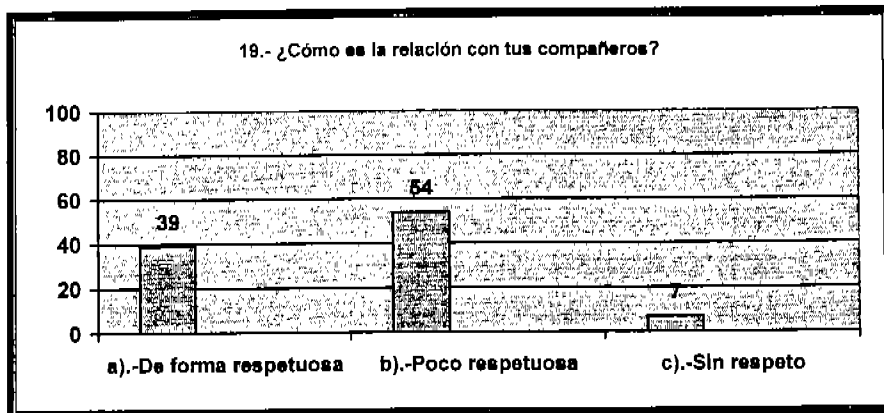 19.- ¿Cómo es la relación con tus compañeros?
100
80
60
40
20
0
39
54
7
a).-De forma respetuosa
b).-Poco respetuosa
c).-Sin respeto